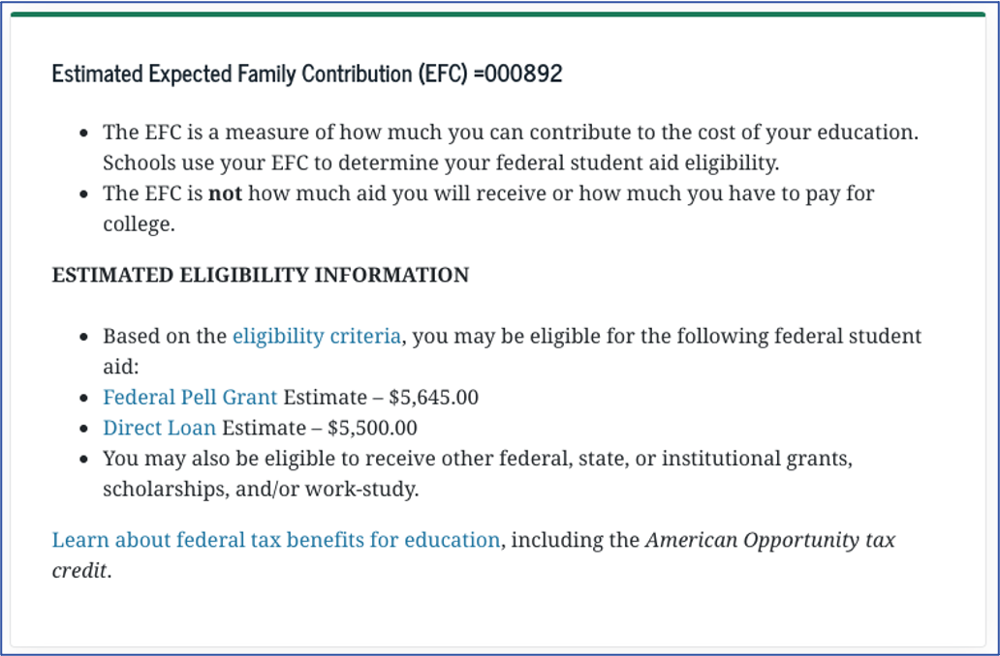 Estimated Expected Family Contribution (EFC) =000892
• The EFC is a measure of how much you can contribute to the cost of your education.
Schools use your EFC to determine your federal student aid eligibility.
• The EFC is not how much aid you will receive or how much you have to pay for
college.
ESTIMATED ELIGIBILITY INFORMATION
• Based on the eligibility criteria, you may be eligible for the following federal student
aid:
• Federal Pell Grant Estimate – $5,645.00
• Direct Loan Estimate – $5,500.00
• You may also be eligible to receive other federal, state, or institutional grants,
scholarships, and/or work-study.
Learn about federal tax benefits for education, including the American Opportunity tax
credit.